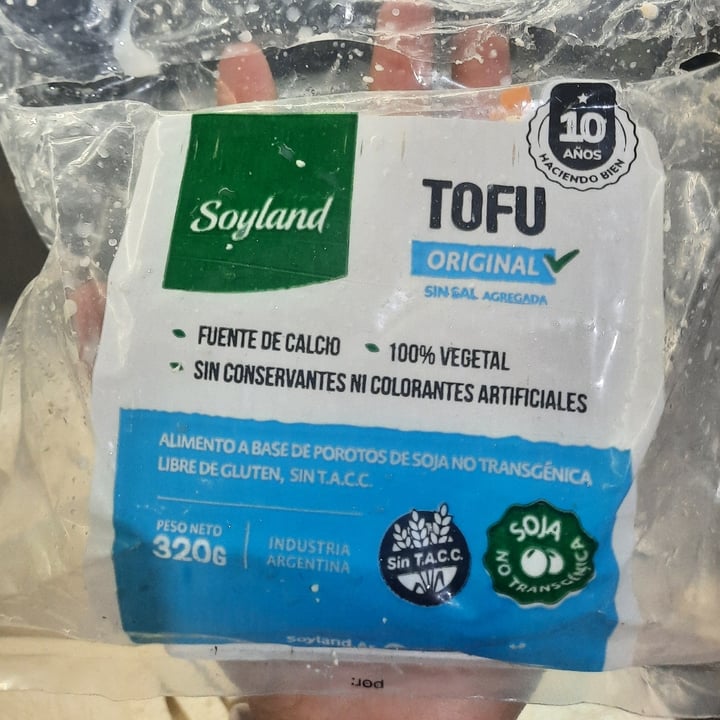 10
AÑOS
HACIENDO BIEN
Soyland
TOFU
ORIGINAL
SIN SAL AGREGADA
FUENTE DE CALCIO
100% VEGETAL
SIN CONSERVANTES NI COLORANTES ARTIFICIALES
ALIMENTO A BASE DE POROTOS DE SOJA NO TRANSGÉNICA
LIBRE DE GLUTEN, SIN T.A.C.C.
PESO NETO
320G
INDUSTRIA
ARGENTINA
Sin T.A.C.C.
SOJA
NO TRANSGÉNICA
Soyland
por: